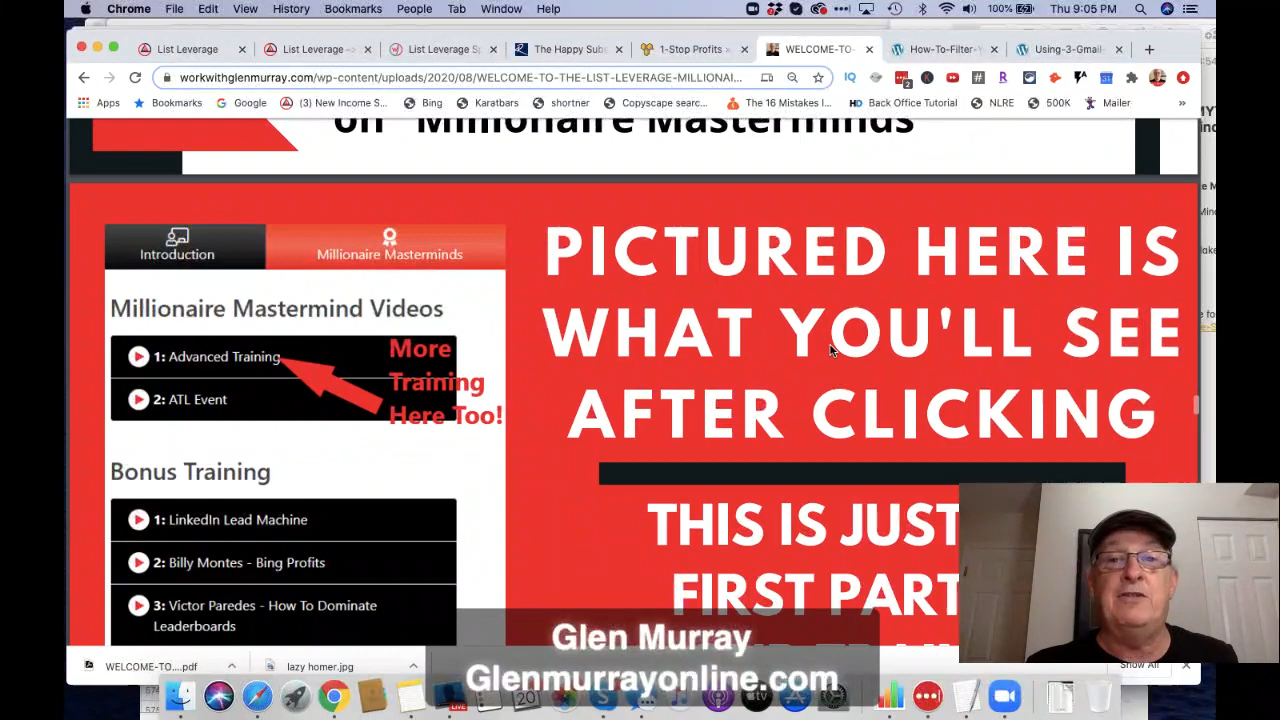 Chrome File Edit View History Bookmarks People Tab Window Help 100% Thu 9:05 PM
List Leverage List Leverage List Leverage The Happy 1-Stop Profits WELCOME-TO- How-To-Filter- Using-3-Gmail
workwithglenmurray.com/wp-content/uploads/2020/08/WELCOME-TO-THE-LIST-LEVERAGE-MILLIONAI...
Apps Bookmarks Google (3) New Income S... Bing Karatbars shortner Copyscape searc... The 16 Mistakes I... Back Office Tutorial NLRE 500K Mailer »
on "Millionaire Masterminds
Introduction
Millionaire Masterminds
Millionaire Mastermind Videos
1: Advanced Training
2: ATL Event
More
Training
Here Too!
Bonus Training
1: LinkedIn Lead Machine
2: Billy Montes - Bing Profits
3: Victor Paredes - How To Dominate
Leaderboards
PICTURED HERE IS
WHAT YOU'LL SEE
AFTER CLICKING
THIS IS JUST
FIRST PART
Glen Murray
Glenmurrayonline.com
WELCOME-TO-....pdf
lazy homer.jpg
Show All